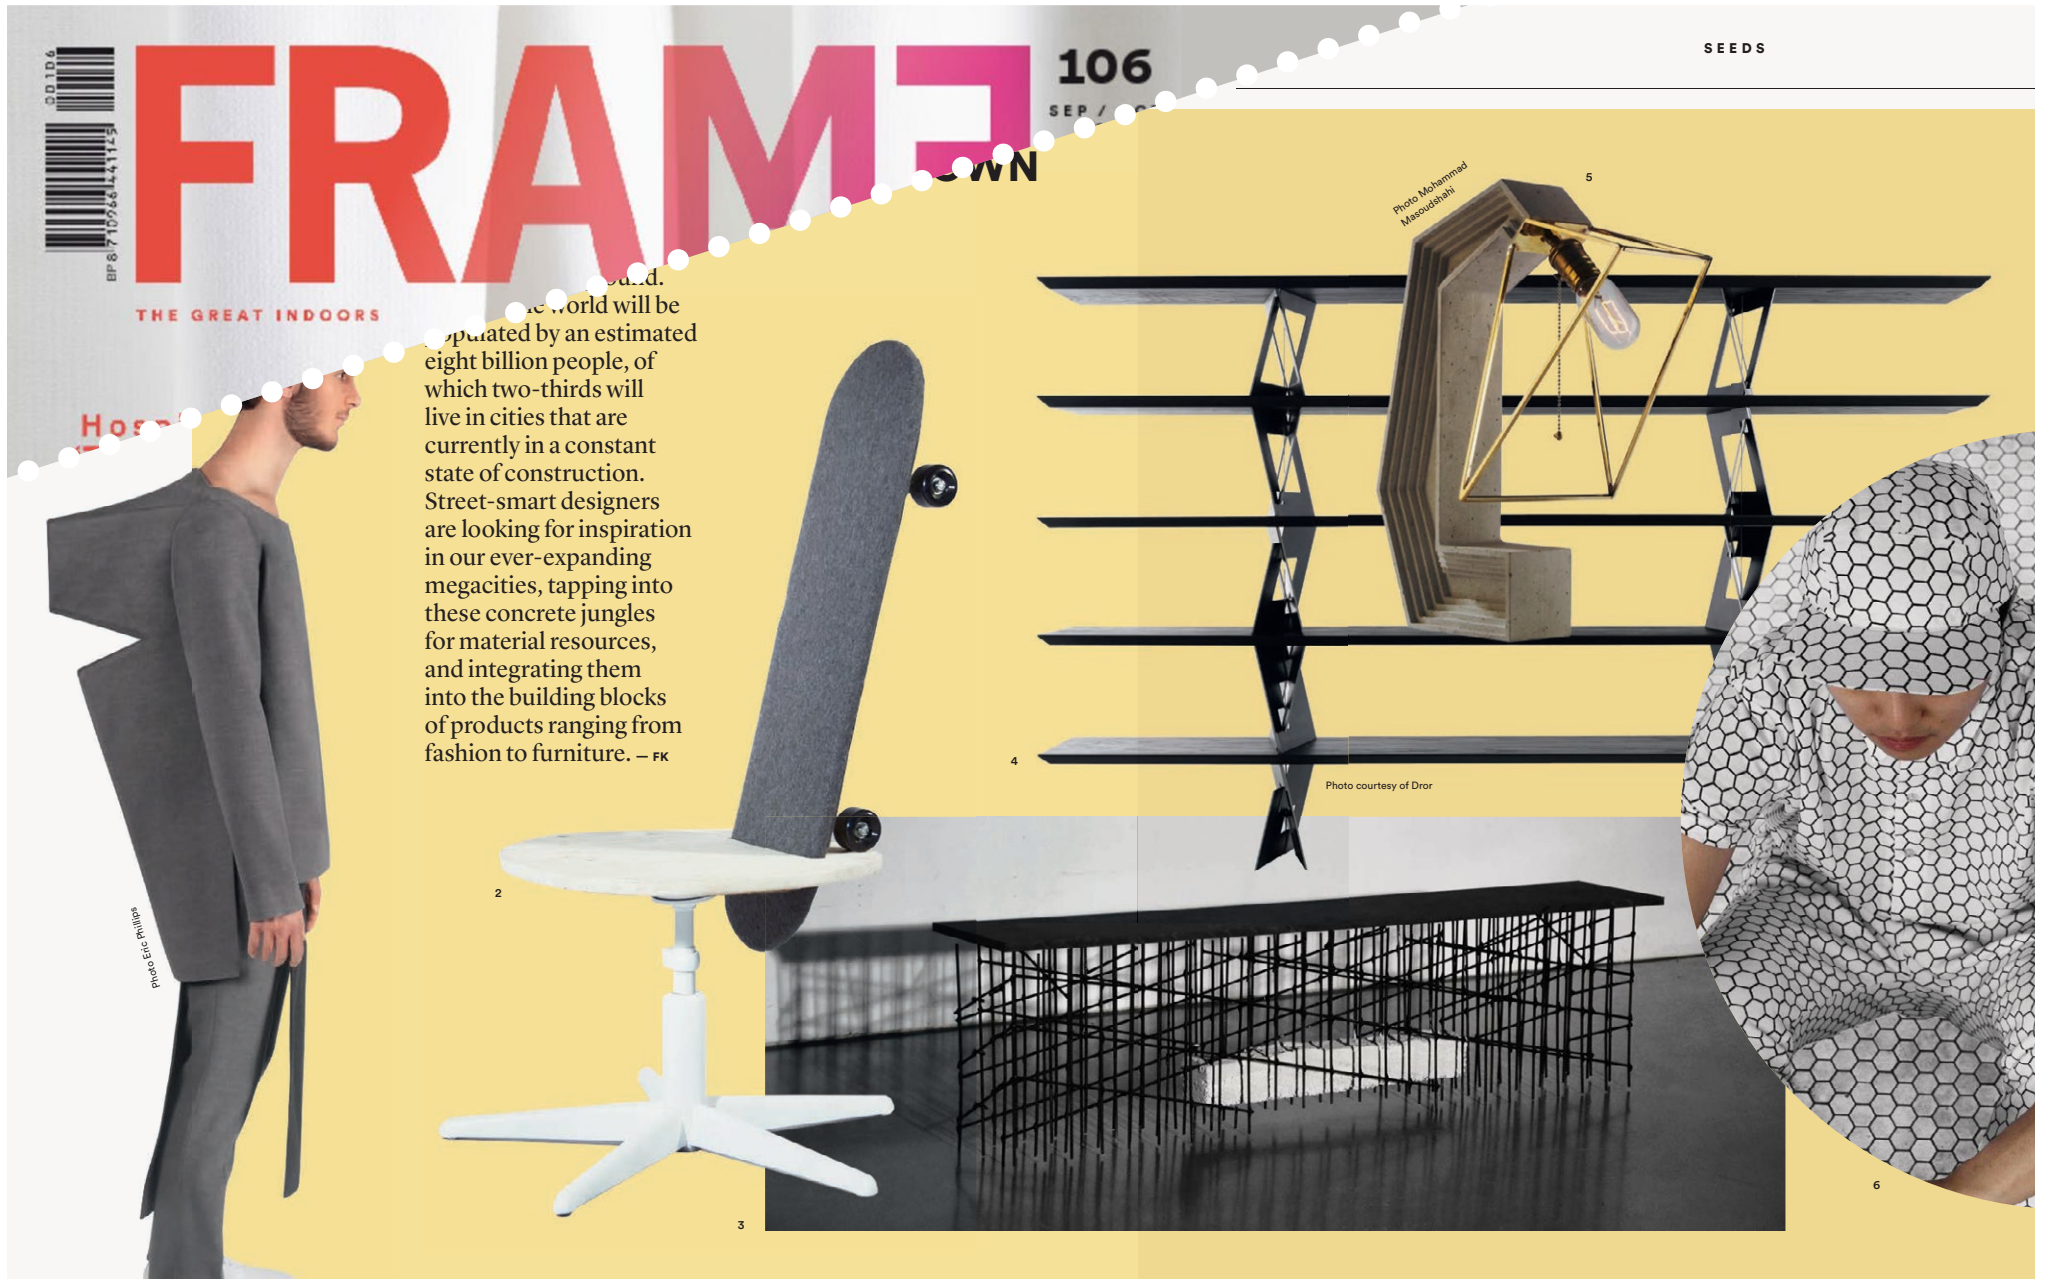 FRAME
106
SEP /
THE GREAT INDOORS
SEEDS
will be
populated by an estimated
eight billion people, of
which two-thirds will
live in cities that are
currently in a constant
state of construction.
Street-smart designers
are looking for inspiration
in our ever-expanding
megacities, tapping into
these concrete jungles
for material resources,
and integrating them
into the building blocks
of products ranging from
fashion to furniture. — FK
Photo Mohammad
Masoudshahi
5
4
Photo courtesy of Dror
2
Photo Eric Phillips
3
6